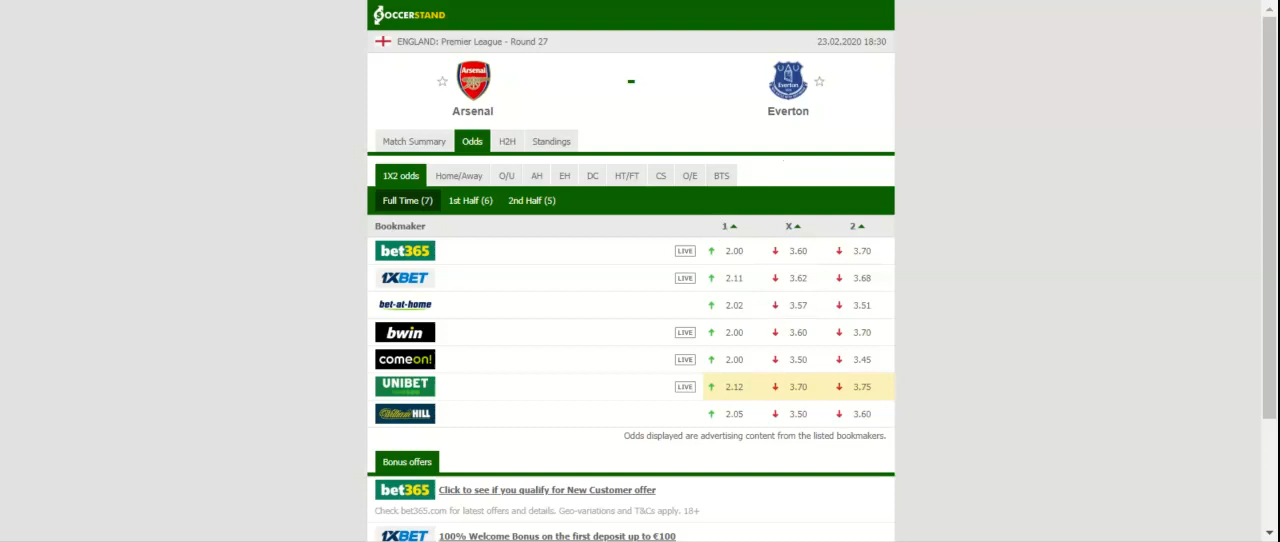 SOCCERSTAND
ENGLAND: Premier League - Round 27 23.02.2020 18:30
Arsenal Everton
Arsenal - Everton
Match Summary Odds H2H Standings
1X2 odds Home/Away O/U AH EH DC HT/FT CS O/E BTS
Full Time (7) 1st Half (6) 2nd Half (5)
Bookmaker 1 X 2
bet365 LIVE 2.00 3.60 3.70
1XBET LIVE 2.11 3.62 3.68
bet-at-home 2.02 3.57 3.51
bwin LIVE 2.00 3.60 3.70
comeon! LIVE 2.00 3.50 3.45
UNIBET LIVE 2.12 3.70 3.75
William HILL 2.05 3.50 3.60
Odds displayed are advertising content from the listed bookmakers.
Bonus offers
bet365 Click to see if you qualify for New Customer offer
Check bet365.com for latest offers and details. Geo-variations and T&Cs apply. 18+
1XBET 100% Welcome Bonus on the first deposit up to €100